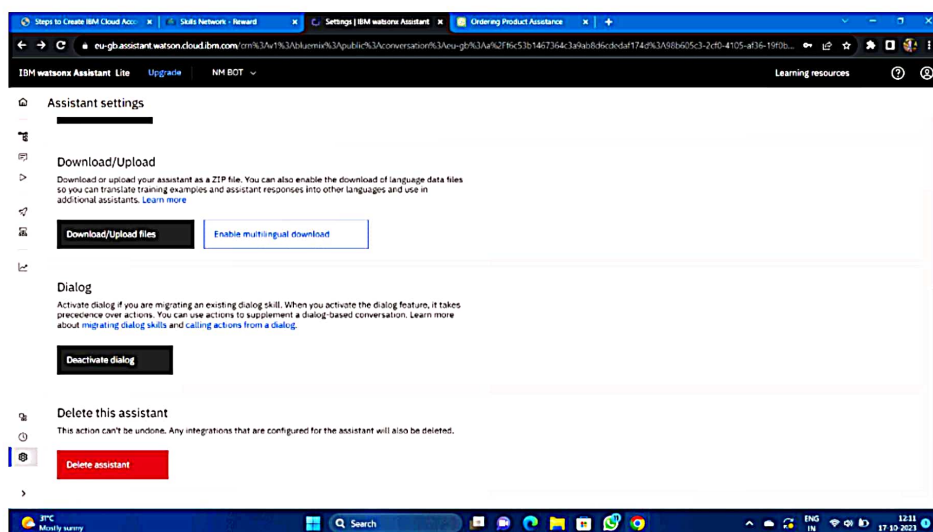 Steps to Create IBM Cloud Acco
Skills Network - Reward
Settings | IBM watsonx Assistant
Ordering Product Assistance
IBM watsonx Assistant Lite Upgrade NM BOT Learning resources
Assistant settings
Download/Upload
Download or upload your assistant as a ZIP file. You can also enable the download of language data files
so you can translate training examples and assistant responses into other languages and use in
additional assistants. Learn more
Download/Upload files Enable multilingual download
Dialog
Activate dialog if you are migrating an existing dialog skill. When you activate the dialog feature, it takes
precedence over actions. You can use actions to supplement a dialog-based conversation. Learn more
about migrating dialog skills and calling actions from a dialog.
Deactivate dialog
Delete this assistant
This action can't be undone. Any integrations that are configured for the assistant will also be deleted.
Delete assistant
31°C
Mostly sunny
Search
ENG
IN
12:11
17-10-2023